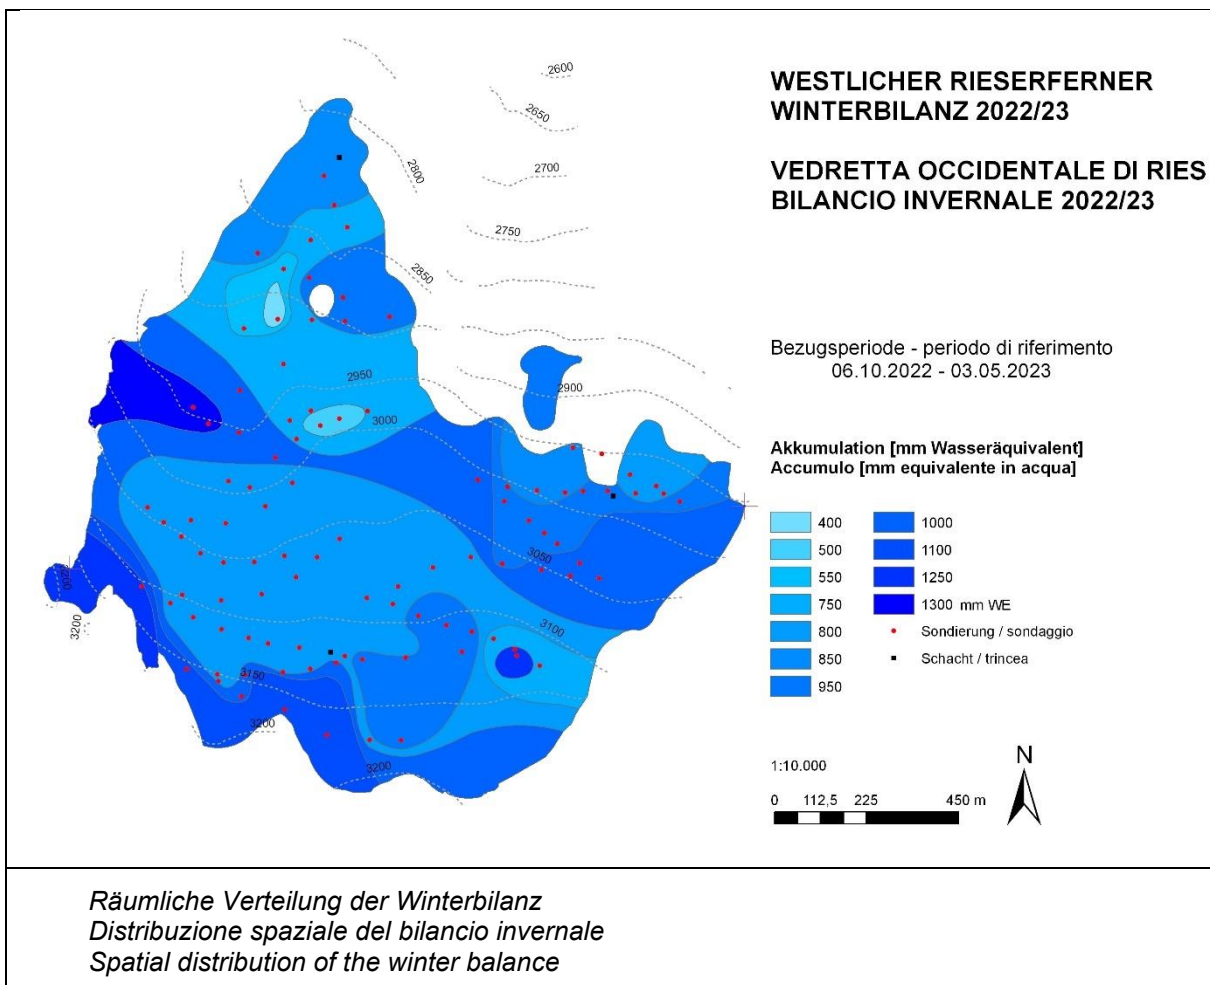 WESTLICHER RIESERFERNER
WINTERBILANZ 2022/23
VEDRETTA OCCIDENTALE DI RIES
BILANCIO INVERNALE 2022/23
Bezugsperiode - periodo di riferimento
06.10.2022 - 03.05.2023
Akkumulation [mm Wasseräquivalent]
Accumulo [mm equivalente in acqua]
400
500
550
750
800
850
950
1000
1100
1250
1300 mm WE
Sondierung / sondaggio
Schacht / trincea
1:10.000
0 112,5 225 450 m
N
2600
2650
2700
2750
2800
2850
2900
2950
3000
3050
3100
3150
3200
3200
3200
3200
Räumliche Verteilung der Winterbilanz
Distribuzione spaziale del bilancio invernale
Spatial distribution of the winter balance